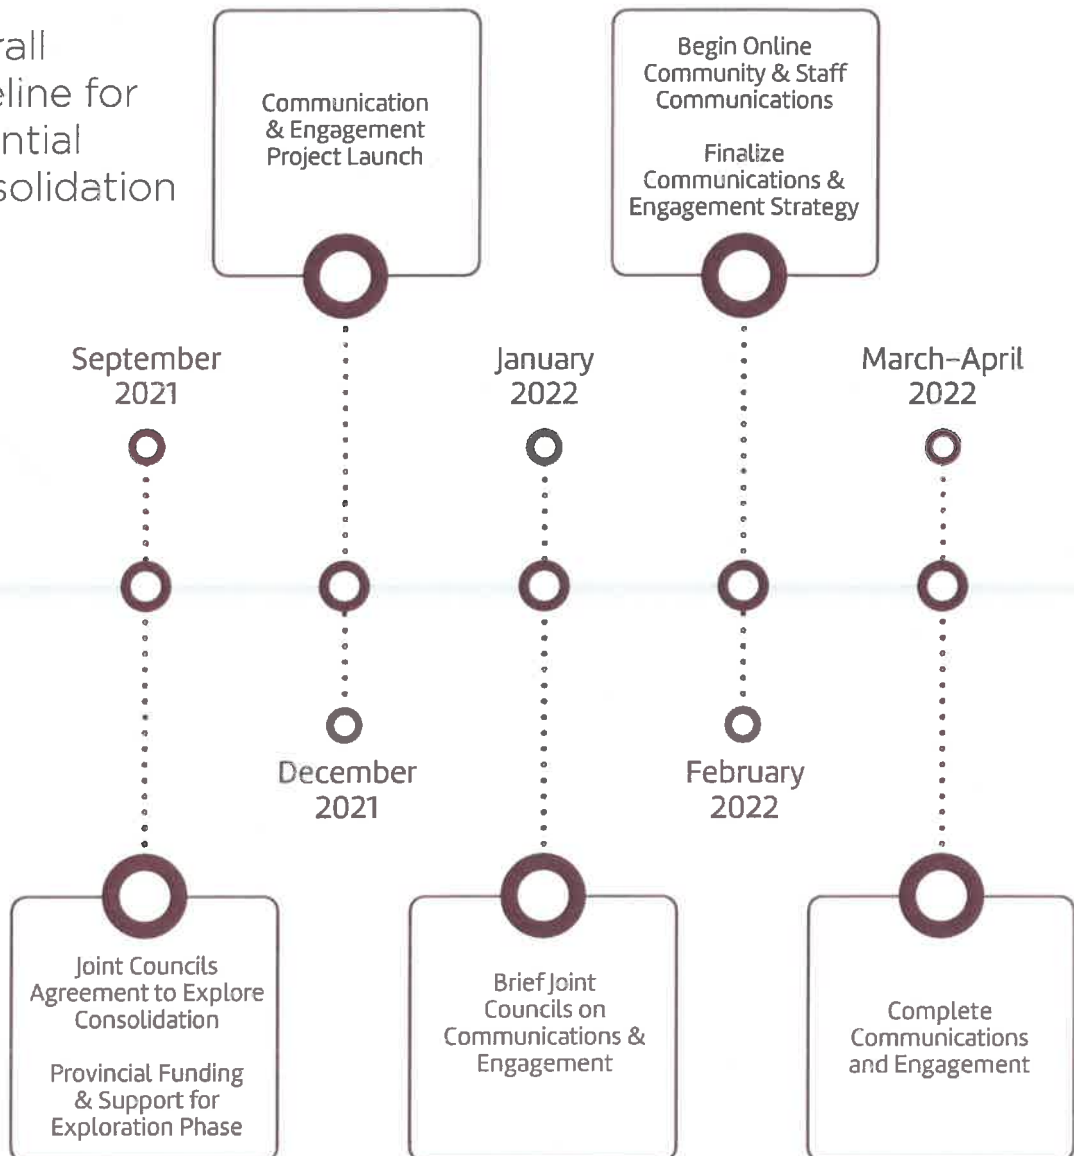 rall
eline for
ential
solidation
Communication
& Engagement
Project Launch
Begin Online
Community & Staff
Communications
Finalize
Communications &
Engagement Strategy
September
2021
January
2022
March–April
2022
December
2021
February
2022
Joint Councils
Agreement to Explore
Consolidation
Provincial Funding
& Support for
Exploration Phase
Brief Joint
Councils on
Communications &
Engagement
Complete
Communications
and Engagement